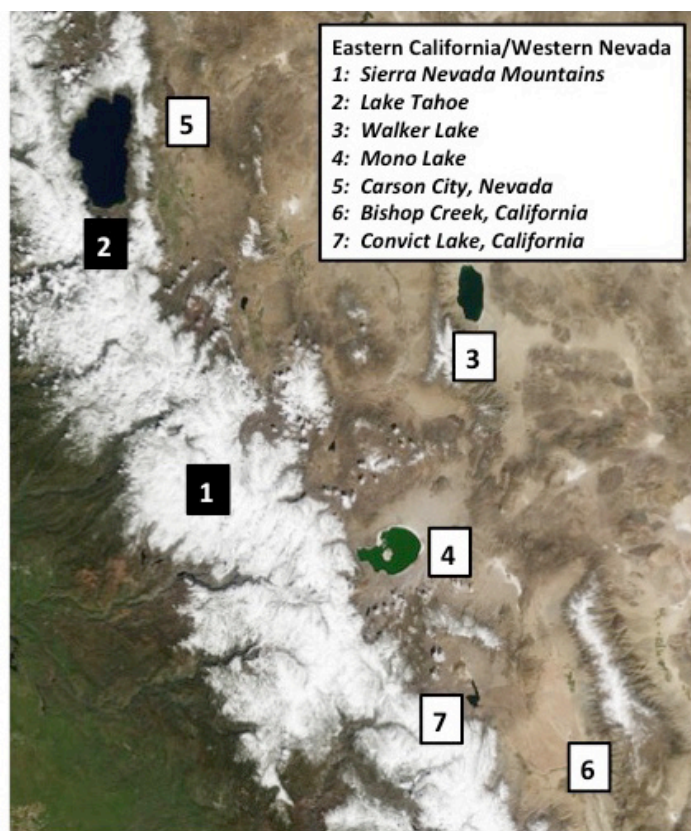 Eastern California/Western Nevada
1: Sierra Nevada Mountains
2: Lake Tahoe
3: Walker Lake
4: Mono Lake
5: Carson City, Nevada
6: Bishop Creek, California
7: Convict Lake, California
5
2
3
1
4
7
6